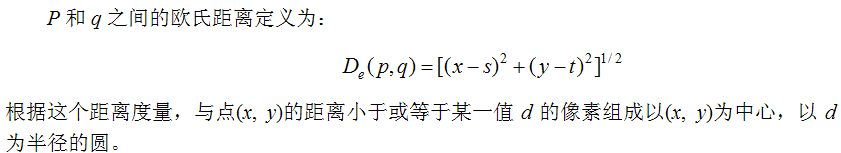 P 和 q 之间的欧氏距离定义为：
Dₑ(p,q) = [(x − s)² + (y − t)²]^{1/2}
根据这个距离度量，与点(x, y)的距离小于或等于某一值 d 的像素组成以(x, y)为中心，以 d
为半径的圆。